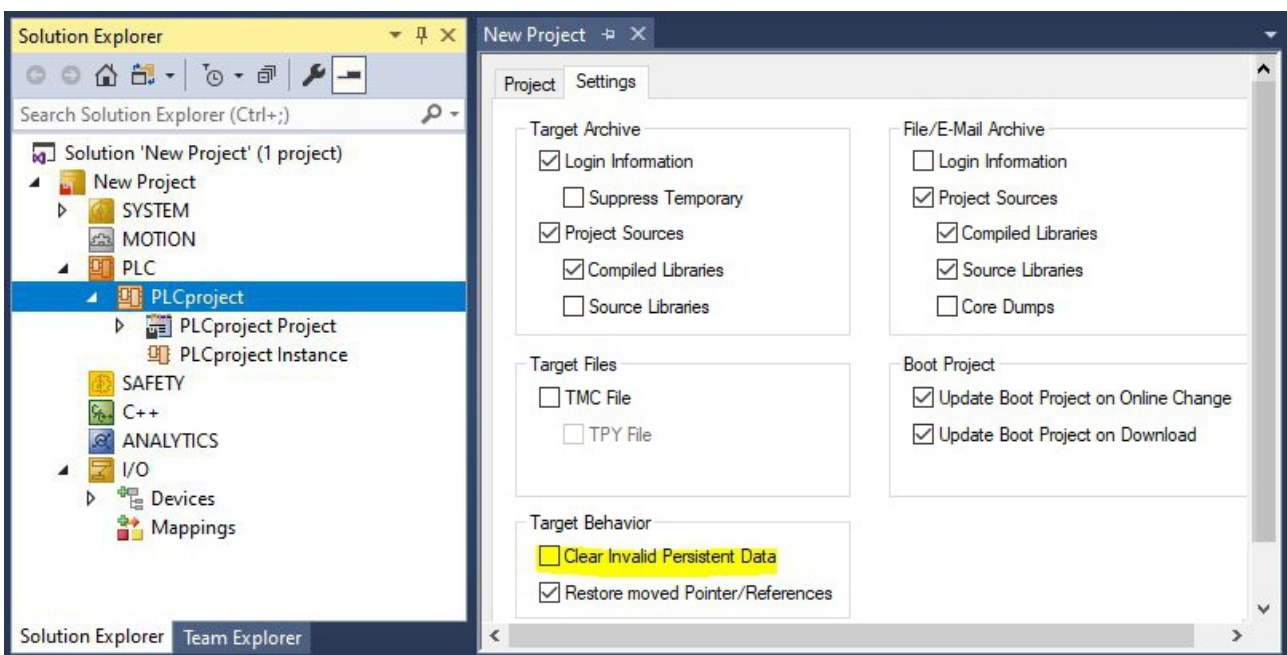 Solution Explorer
Search Solution Explorer (Ctrl+;)
Solution 'New Project' (1 project)
New Project
SYSTEM
MOTION
PLC
PLCproject
PLCproject Project
PLCproject Instance
SAFETY
C++
ANALYTICS
I/O
Devices
Mappings
Solution Explorer Team Explorer
New Project
Project Settings
Target Archive
Login Information
Suppress Temporary
Project Sources
Compiled Libraries
Source Libraries
File/E-Mail Archive
Login Information
Project Sources
Compiled Libraries
Source Libraries
Core Dumps
Target Files
TMC File
TPY File
Boot Project
Update Boot Project on Online Change
Update Boot Project on Download
Target Behavior
Clear Invalid Persistent Data
Restore moved Pointer/References